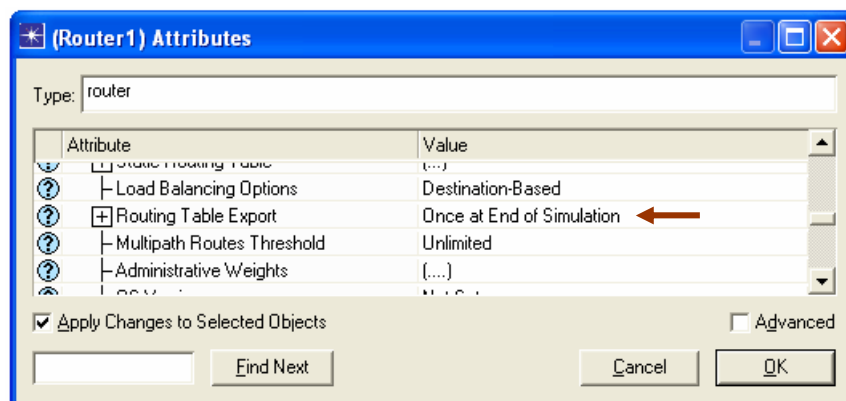 (Router1) Attributes
Type: router
Attribute Value
Load Balancing Options Destination-Based
Routing Table Export Once at End of Simulation
Multipath Routes Threshold Unlimited
Administrative Weights (....)
Apply Changes to Selected Objects Advanced
Find Next Cancel OK